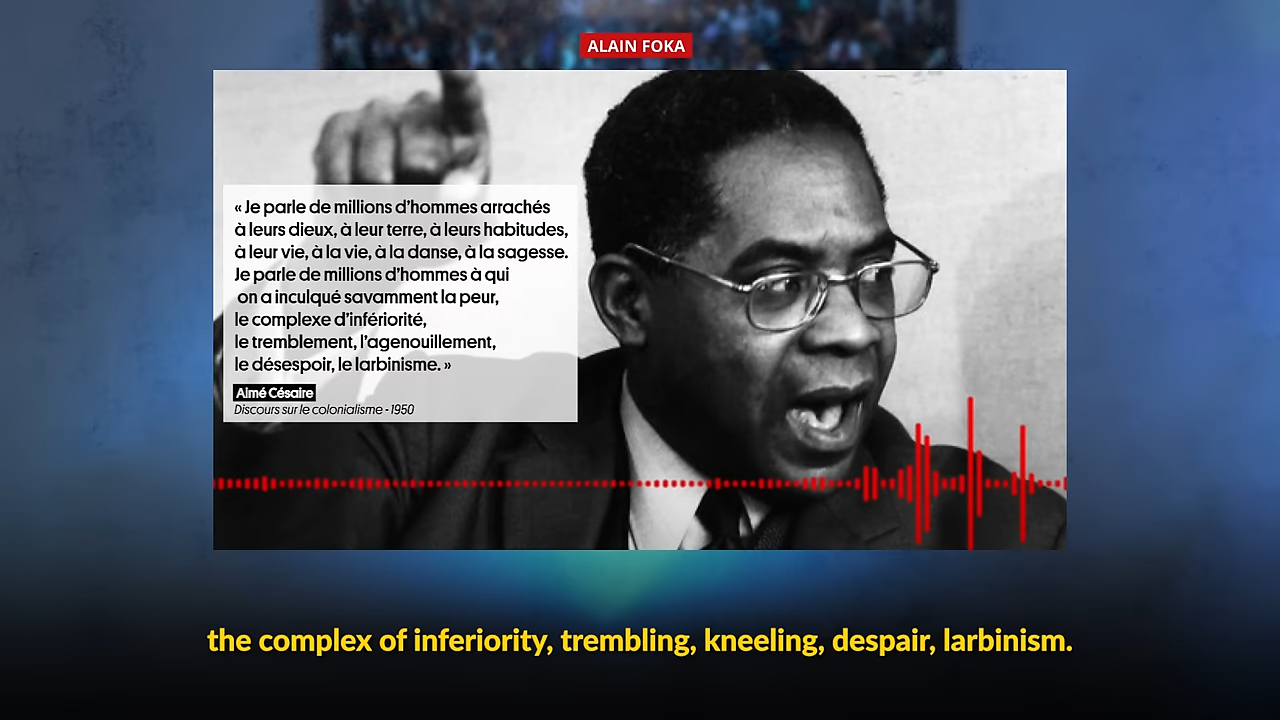 ALAIN FOKA
« Je parle de millions d’hommes arrachés
à leurs dieux, à leur terre, à leurs habitudes,
à leur vie, à la vie, à la danse, à la sagesse.
Je parle de millions d’hommes à qui
on a inculqué savamment la peur,
le complexe d’infériorité,
le tremblement, l’agenouillement,
le désespoir, le larbinisme. »
Aimé Césaire
Discours sur le colonialisme - 1950
the complex of inferiority, trembling, kneeling, despair, larbinism.